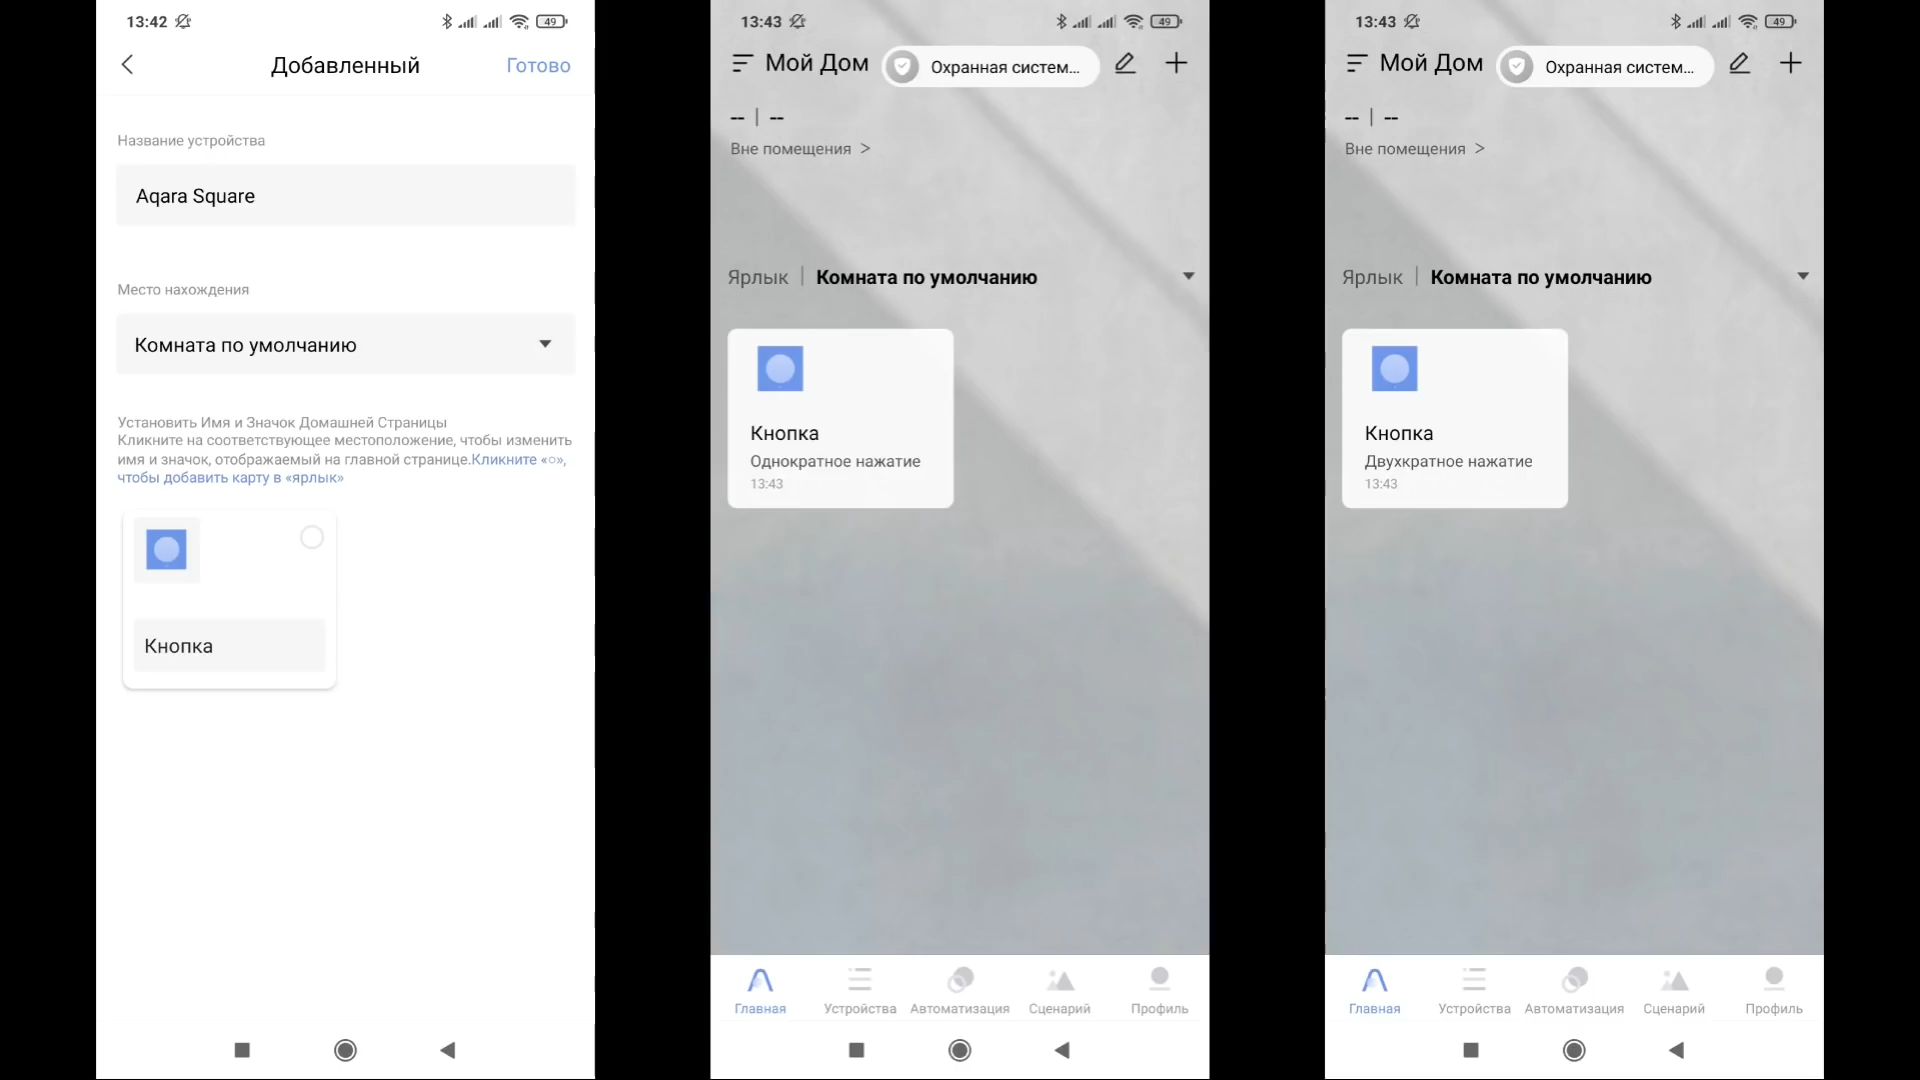 13:42
49
Добавленный
Готово
Название устройства
Aqara Square
Место нахождения
Комната по умолчанию
Установить Имя и Значок Домашней Страницы
Кликните на соответствующее местоположение, чтобы изменить
имя и значок, отображаемый на главной странице.Кликните «○»,
чтобы добавить карту в «ярлык»
Кнопка
13:43
49
Мой Дом
Охранная систем...
-- | --
Вне помещения >
Ярлык | Комната по умолчанию
Кнопка
Однократное нажатие
13:43
Главная
Устройства
Автоматизация
Сценарий
Профиль
13:43
49
Мой Дом
Охранная систем...
-- | --
Вне помещения >
Ярлык | Комната по умолчанию
Кнопка
Двухкратное нажатие
13:43
Главная
Устройства
Автоматизация
Сценарий
Профиль